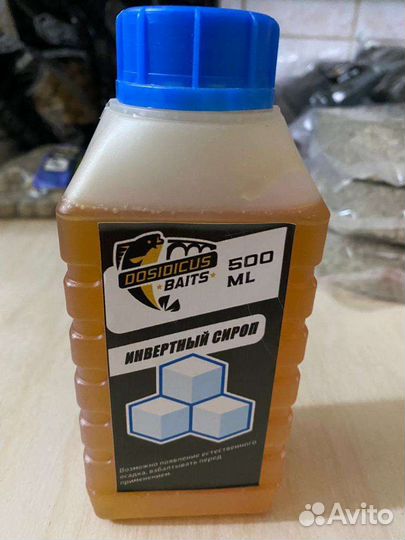 DOSIDICUS
BAITS
500
ML
ИНВЕРТНЫЙ СИРОП
Возможно появление естественного
осадка, взбалтывать перед
применением.
Avito